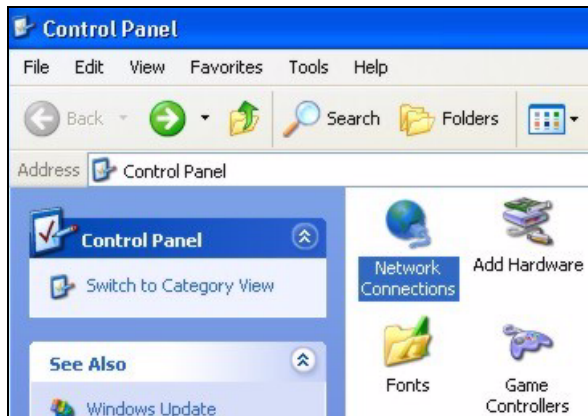 Control Panel
File Edit View Favorites Tools Help
Back Search Folders
Address Control Panel
Control Panel
Switch to Category View
See Also
Windows Update
Network
Connections
Add Hardware
Fonts
Game
Controllers